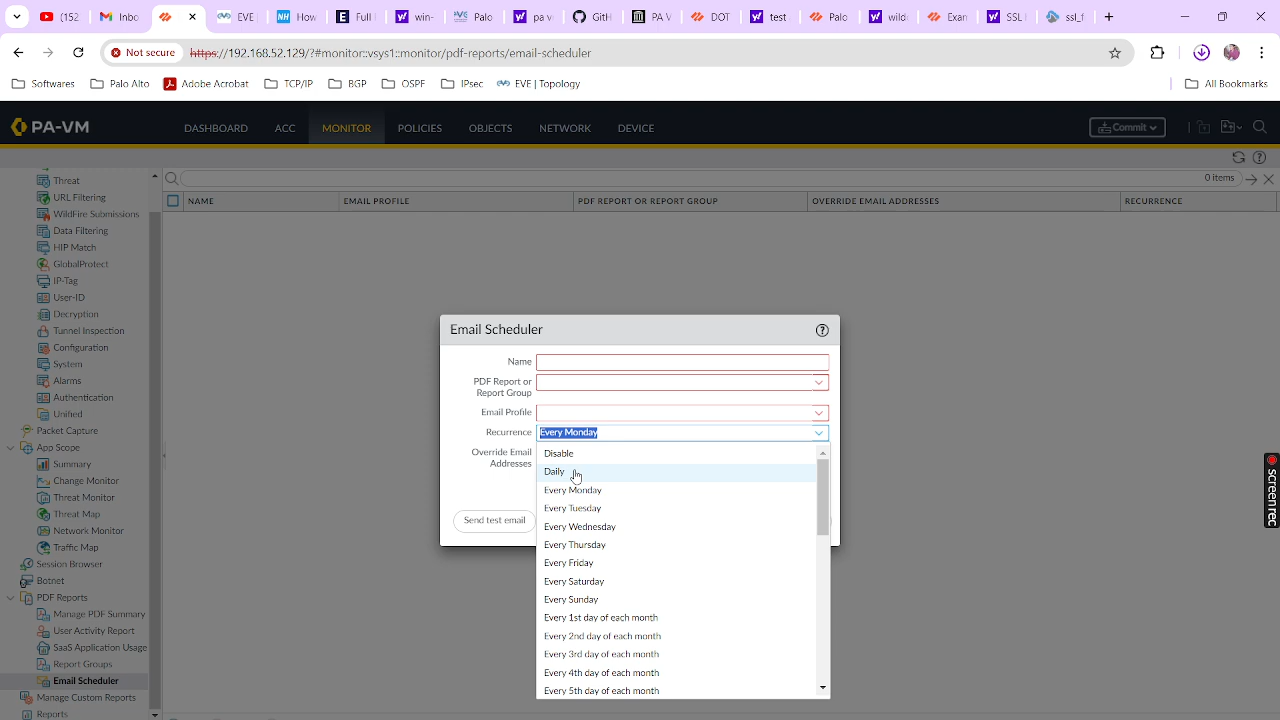 (152
Inbo
EVE
How
Full I
win-
Palo
pa vr
GitH
PA V
DOT
test
Palo
wild
Exar
SSL I
ssl_f
Not secure
https://192.168.52.129/?#monitor:vsys1::monitor/pdf-reports/email-scheduler
Softwares
Palo Alto
Adobe Acrobat
TCP/IP
BGP
OSPF
IPsec
EVE | Topology
All Bookmarks
PA-VM
DASHBOARD
ACC
MONITOR
POLICIES
OBJECTS
NETWORK
DEVICE
Commit
Threat
URL Filtering
WildFire Submissions
Data Filtering
HIP Match
GlobalProtect
IP-Tag
User-ID
Decryption
Tunnel Inspection
Configuration
System
Alarms
Authentication
Unified
Packet Capture
App Scope
Summary
Change Monitor
Threat Monitor
Threat Map
Network Monitor
Traffic Map
Session Browser
Botnet
PDF Reports
Manage PDF Summary
User Activity Report
SaaS Application Usage
Report Groups
Email Scheduler
Manage Custom Reports
Reports
0 items
NAME
EMAIL PROFILE
PDF REPORT OR REPORT GROUP
OVERRIDE EMAIL ADDRESSES
RECURRENCE
Email Scheduler
Name
PDF Report or
Report Group
Email Profile
Recurrence
Every Monday
Override Email
Addresses
Send test email
Disable
Daily
Every Monday
Every Tuesday
Every Wednesday
Every Thursday
Every Friday
Every Saturday
Every Sunday
Every 1st day of each month
Every 2nd day of each month
Every 3rd day of each month
Every 4th day of each month
Every 5th day of each month
screenrec